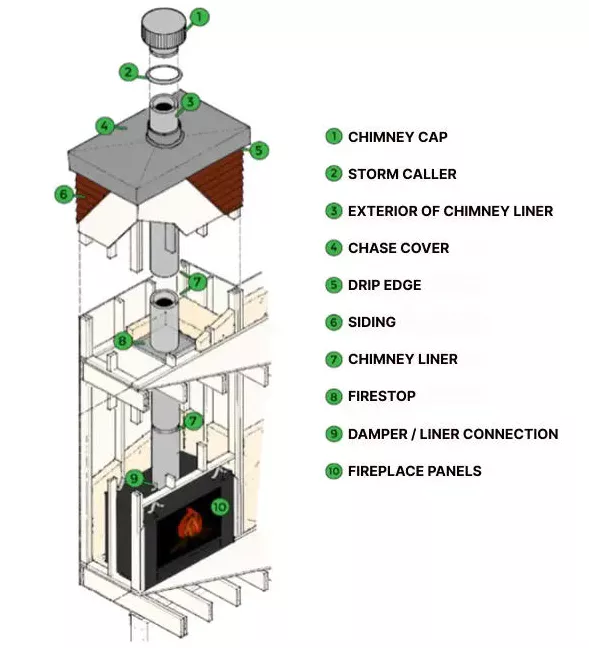 1
2
3
4
5
6
7
8
7
9
10
1 CHIMNEY CAP
2 STORM CALLER
3 EXTERIOR OF CHIMNEY LINER
4 CHASE COVER
5 DRIP EDGE
6 SIDING
7 CHIMNEY LINER
8 FIRESTOP
9 DAMPER / LINER CONNECTION
10 FIREPLACE PANELS